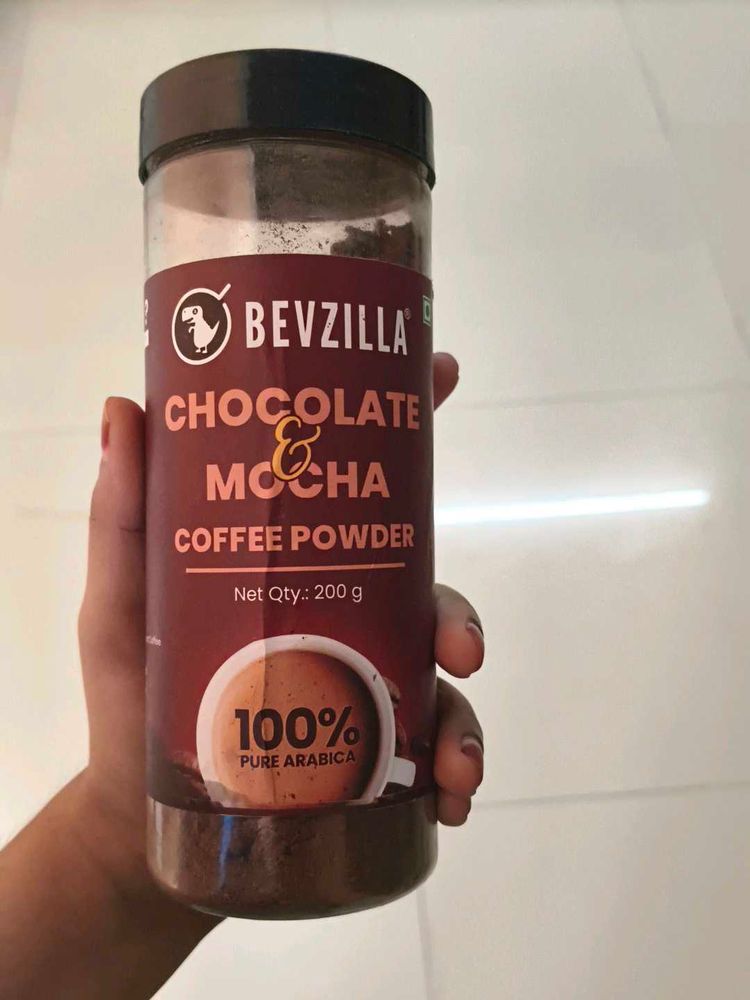 BEVZILLA®
CHOCOLATE
&
MOCHA
COFFEE POWDER
Net Qty.: 200 g
100%
PURE ARABICA